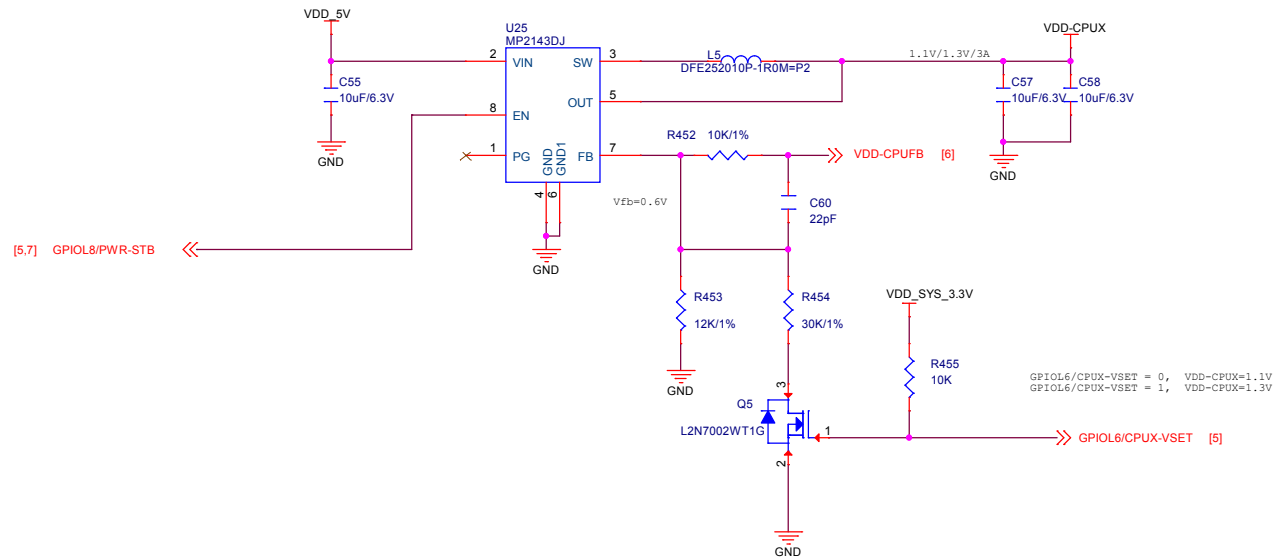 VDD_5V
U25
MP2143DJ
VDD-CPUX
2
VIN
SW
3
L5
DFE252010P-1R0M=P2
1.1V/1.3V/3A
C55
10uF/6.3V
C57
10uF/6.3V
C58
10uF/6.3V
OUT
5
8
EN
GND
R452 10K/1%
1
PG
GND
GND1
FB
7
VDD-CPUFB [6]
GND
4
6
Vfb=0.6V
C60
22pF
[5,7] GPIOL8/PWR-STB
GND
R453
12K/1%
R454
30K/1%
VDD_SYS_3.3V
GND
R455
10K
GPIOL6/CPUX-VSET = 0, VDD-CPUX=1.1V
GPIOL6/CPUX-VSET = 1, VDD-CPUX=1.3V
3
Q5
L2N7002WT1G
1
GPIOL6/CPUX-VSET [5]
2
GND